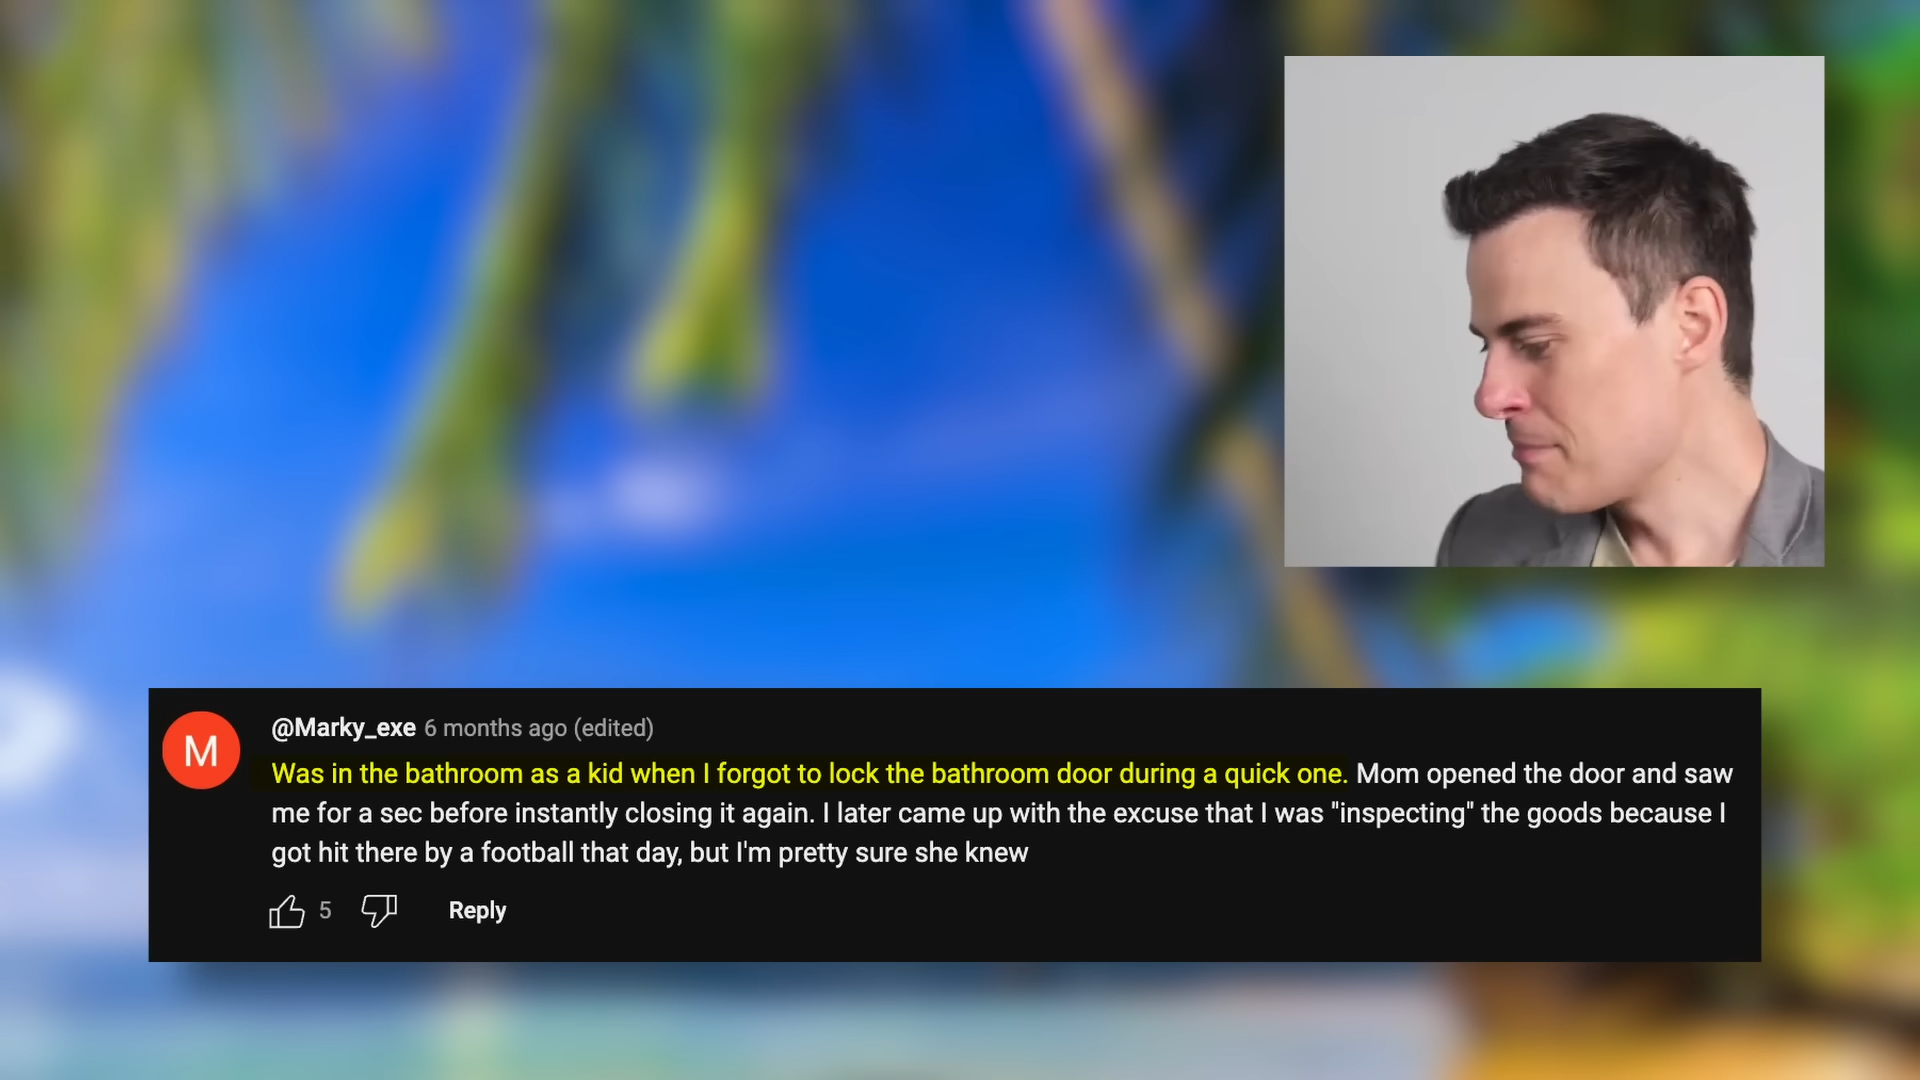 M
@Marky_exe 6 months ago (edited)
Was in the bathroom as a kid when I forgot to lock the bathroom door during a quick one. Mom opened the door and saw
me for a sec before instantly closing it again. I later came up with the excuse that I was "inspecting" the goods because I
got hit there by a football that day, but I'm pretty sure she knew
5 Reply